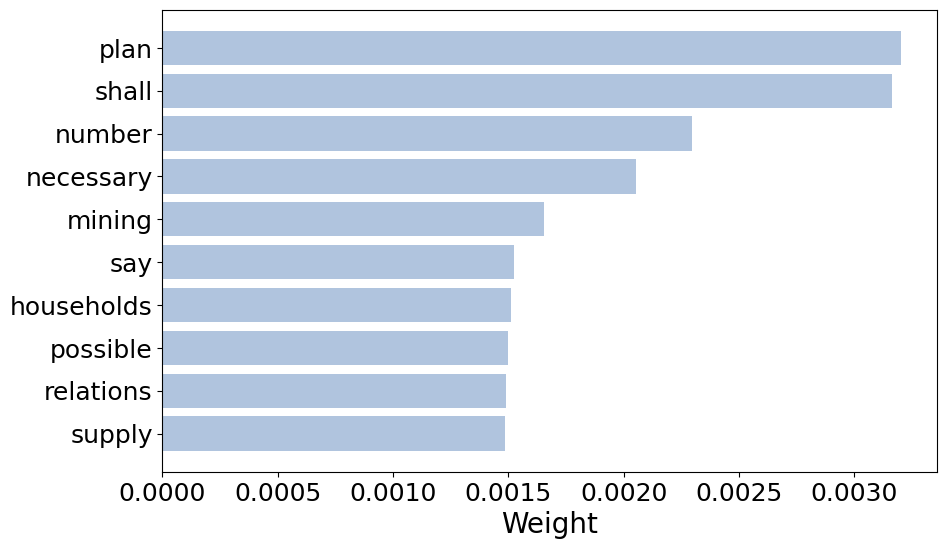 plan
shall
number
necessary
mining
say
households
possible
relations
supply
0.0000 0.0005 0.0010 0.0015 0.0020 0.0025 0.0030
Weight